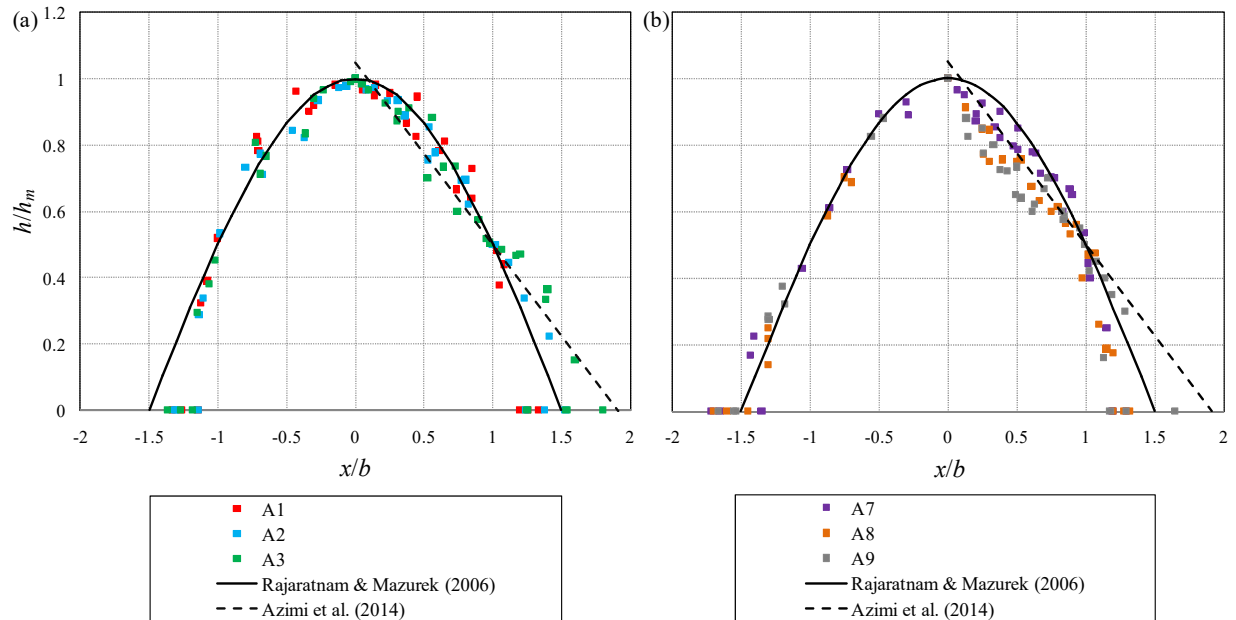 (a)
1.2
1
0.8
0.6
0.4
0.2
0
h/hm
-2 -1.5 -1 -0.5 0 0.5 1 1.5 2
x/b
A1
A2
A3
Rajaratnam & Mazurek (2006)
Azimi et al. (2014)
(b)
-2 -1.5 -1 -0.5 0 0.5 1 1.5 2
x/b
A7
A8
A9
Rajaratnam & Mazurek (2006)
Azimi et al. (2014)